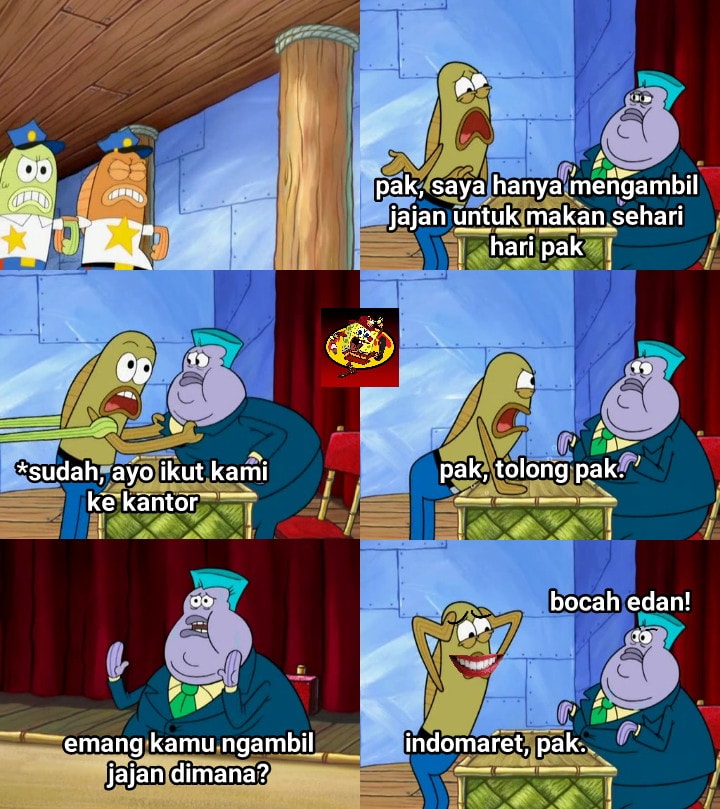 pak, saya hanya mengambil
jajan untuk makan sehari
hari pak
*sudah, ayo ikut kami
ke kantor
pak, tolong pak.
emang kamu ngambil
jajan dimana?
bocah edan!
indomaret, pak.